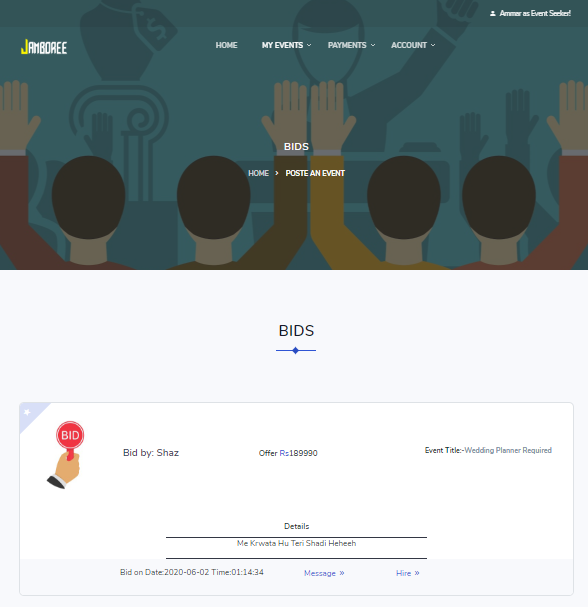 Ammar as Event Seeker!
JAMBOREE
HOME MY EVENTS PAYMENTS ACCOUNT
BIDS
HOME > POSTE AN EVENT
BIDS
BID
Bid by: Shaz Offer Rs189990 Event Title:-Wedding Planner Required
Details
Me Krwata Hu Teri Shadi Heheeh
Bid on Date:2020-06-02 Time:01:14:34 Message » Hire »